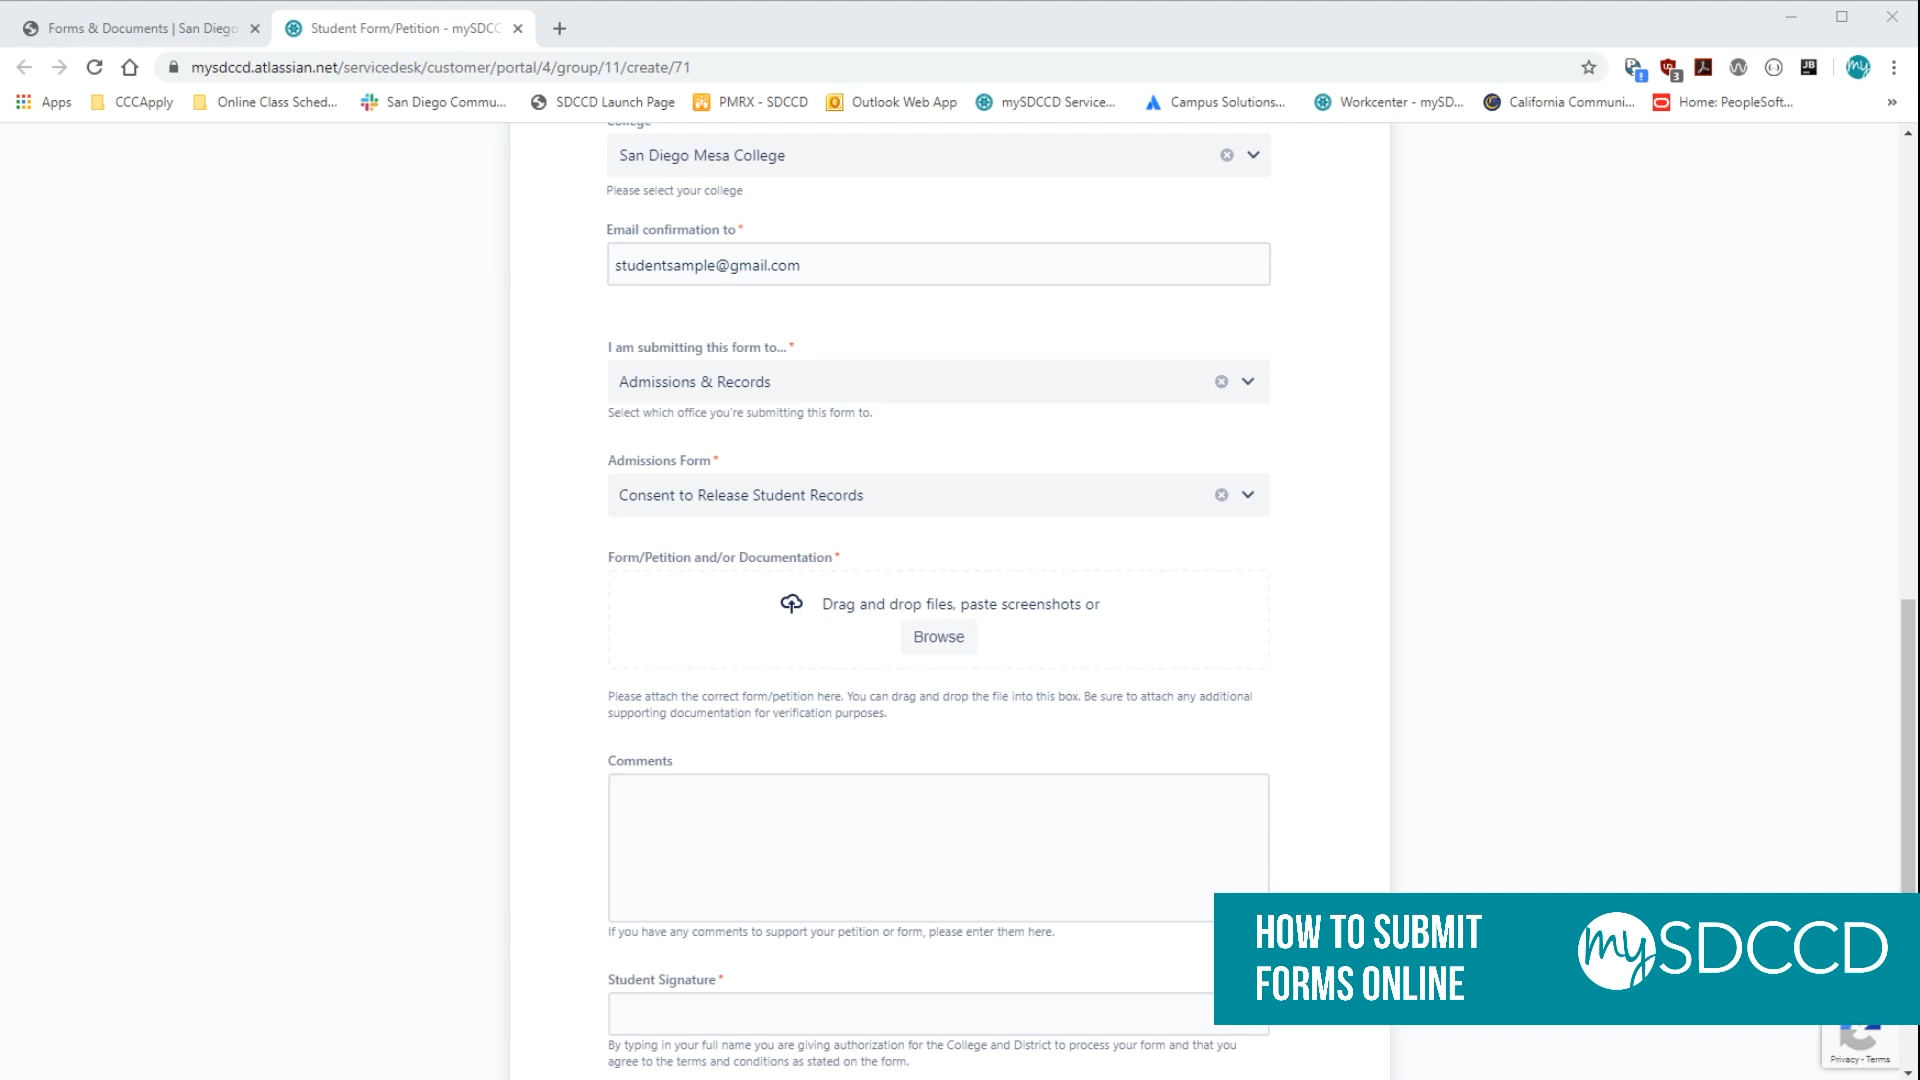 Forms & Documents | San Diego
Student Form/Petition - mySDCC
mysdccd.atlassian.net/servicedesk/customer/portal/4/group/11/create/71
3
JB
my
Apps
CCCApply
Online Class Sched...
San Diego Commu...
SDCCD Launch Page
PMRX - SDCCD
Outlook Web App
mySDCCD Service...
Campus Solutions...
Workcenter - mySD...
California Communi...
Home: PeopleSoft...
College
San Diego Mesa College
Please select your college
Email confirmation to*
studentsample@gmail.com
I am submitting this form to...*
Admissions & Records
Select which office you're submitting this form to.
Admissions Form*
Consent to Release Student Records
Form/Petition and/or Documentation*
Drag and drop files, paste screenshots or
Browse
Please attach the correct form/petition here. You can drag and drop the file into this box. Be sure to attach any additional
supporting documentation for verification purposes.
Comments
If you have any comments to support your petition or form, please enter them here.
HOW TO SUBMIT
FORMS ONLINE
mySDCCD
Student Signature*
By typing in your full name you are giving authorization for the College and District to process your form and that you
agree to the terms and conditions as stated on the form.
Privacy - Terms